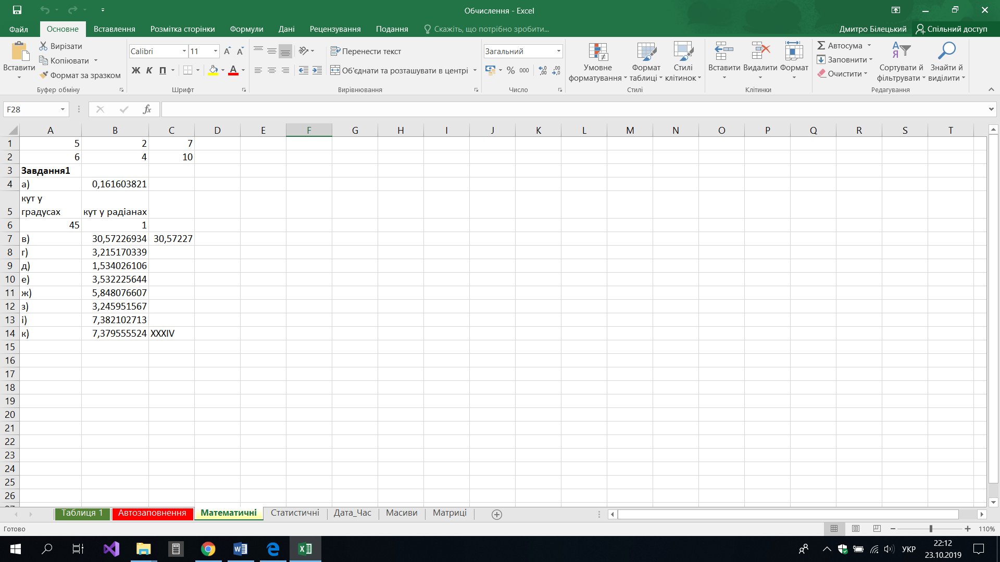 Обчислення - Excel
Файл Основне Вставлення Розмітка сторінки Формули Дані Рецензування Подання Скажіть, що потрібно зробити... Дмитро Білецький Спільний доступ
Вставити
Вирізати
Копіювати
Формат за зразком
Буфер обміну
Calibri 11
Ж К П А
Шрифт
Перенести текст
Об'єднати та розташувати в центрі
Вирівнювання
Загальний
% 000 ,00
Число
Умовне форматування
Формат таблиці
Стилі клітинок
Стилі
Вставити Видалити Формат
Клітинки
Автосума
Заповнити
Очистити
Сортувати й фільтрувати
Знайти й виділити
Редагування
F28 fx
A B C D E F G H I J K L M N O P Q R S T
1 5 2 7
2 6 4 10
3 Завдання1
4 а) 0,161603821
5 кут у градусах кут у радіанах
6 45 1
7 в) 30,57226934 30,57227
8 г) 3,215170339
9 д) 1,534026106
10 е) 3,532225644
11 ж) 5,848076607
12 з) 3,245951567
13 і) 7,382102713
14 к) 7,379555524 XXXIV
15
16
17
18
19
20
21
22
23
24
25
26
Таблиця 1 Автозаповнення Математичні Статистичні Дата_Час Масиви Матриці
Готово 110%
УКР 22:12
23.10.2019